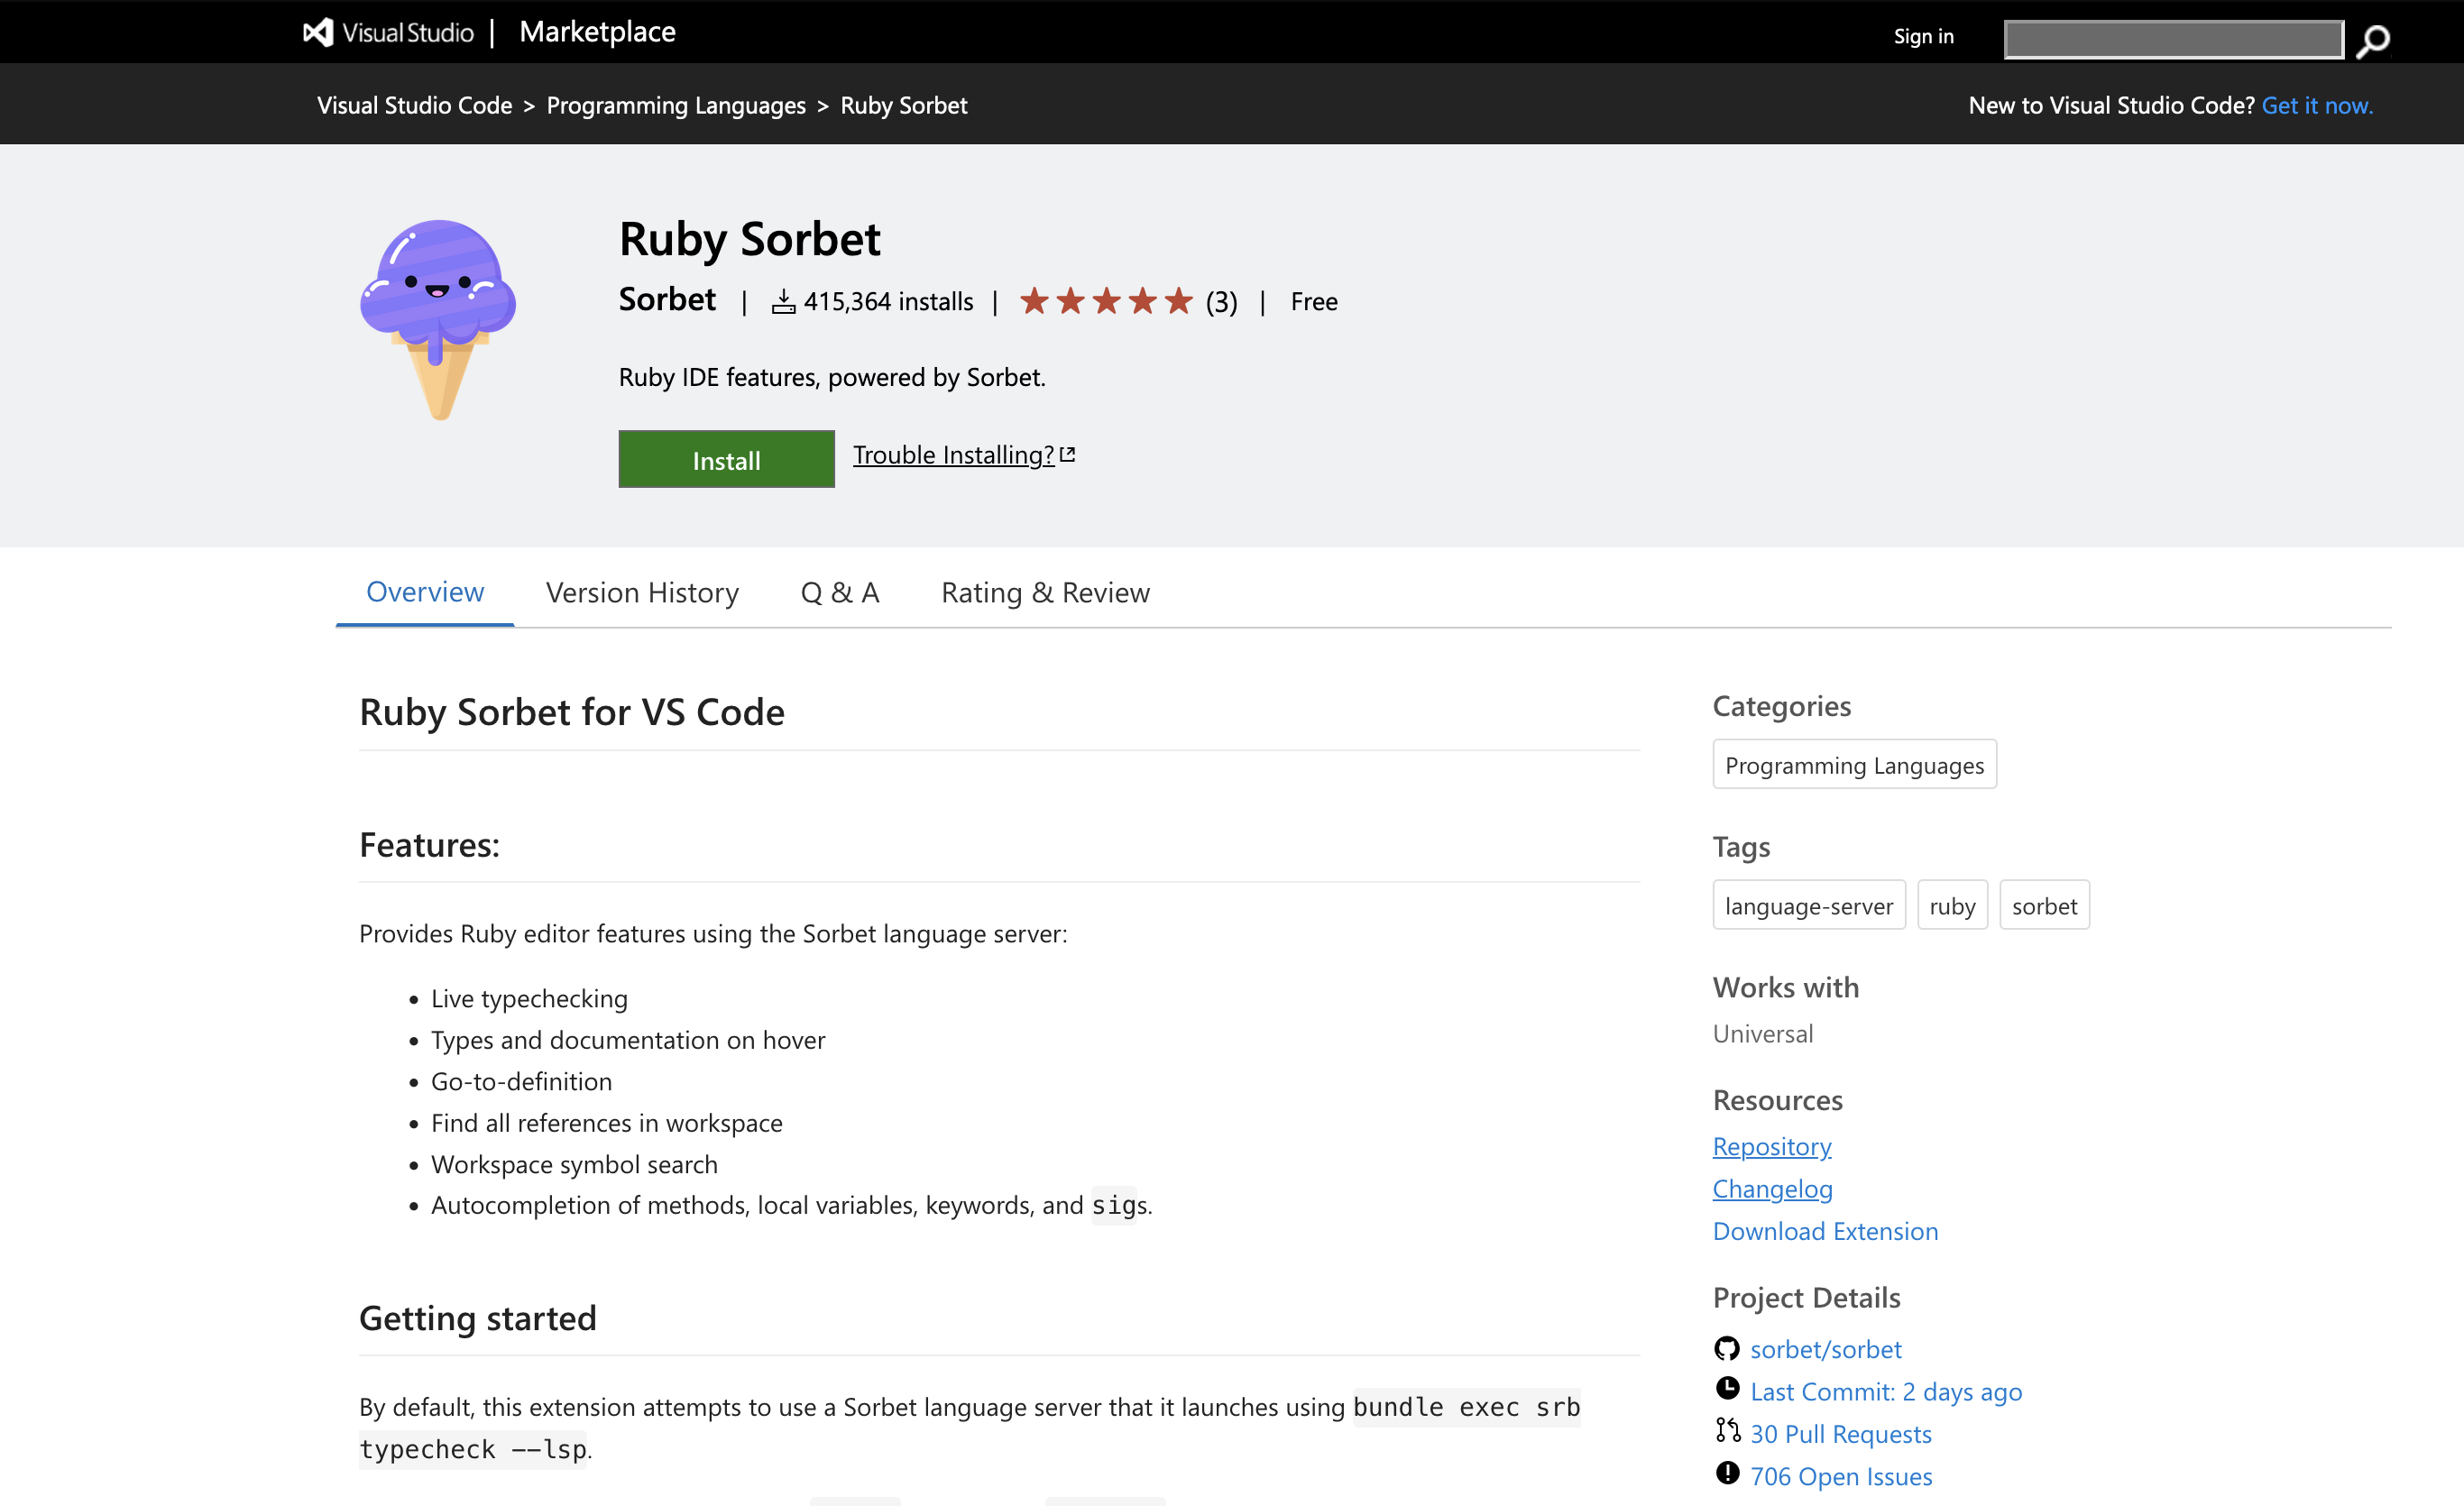 Visual Studio | Marketplace
Sign in
Visual Studio Code > Programming Languages > Ruby Sorbet
New to Visual Studio Code? Get it now.
Ruby Sorbet
Sorbet | 415,364 installs | (3) | Free
Ruby IDE features, powered by Sorbet.
Install
Trouble Installing?
Overview
Version History
Q & A
Rating & Review
Ruby Sorbet for VS Code
Features:
Provides Ruby editor features using the Sorbet language server:
• Live typechecking
• Types and documentation on hover
• Go-to-definition
• Find all references in workspace
• Workspace symbol search
• Autocompletion of methods, local variables, keywords, and sigs.
Getting started
By default, this extension attempts to use a Sorbet language server that it launches using bundle exec srb
typecheck --lsp.
Categories
Programming Languages
Tags
language-server
ruby
sorbet
Works with
Universal
Resources
Repository
Changelog
Download Extension
Project Details
sorbet/sorbet
Last Commit: 2 days ago
30 Pull Requests
706 Open Issues